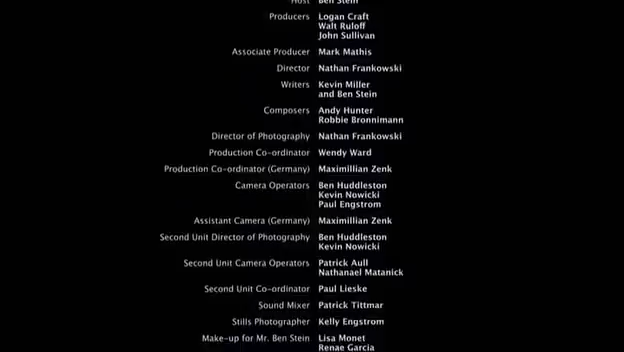 Host Ben Stein
Producers Logan Craft
Walt Ruloff
John Sullivan
Associate Producer Mark Mathis
Director Nathan Frankowski
Writers Kevin Miller
and Ben Stein
Composers Andy Hunter
Robbie Bronnimann
Director of Photography Nathan Frankowski
Production Co-ordinator Wendy Ward
Production Co-ordinator (Germany) Maximillian Zenk
Camera Operators Ben Huddleston
Kevin Nowicki
Paul Engstrom
Assistant Camera (Germany) Maximillian Zenk
Second Unit Director of Photography Ben Huddleston
Kevin Nowicki
Second Unit Camera Operators Patrick Aull
Nathanael Matanick
Second Unit Co-ordinator Paul Lieske
Sound Mixer Patrick Tittmar
Stills Photographer Kelly Engstrom
Make-up for Mr. Ben Stein Lisa Monet
Renae Garcia